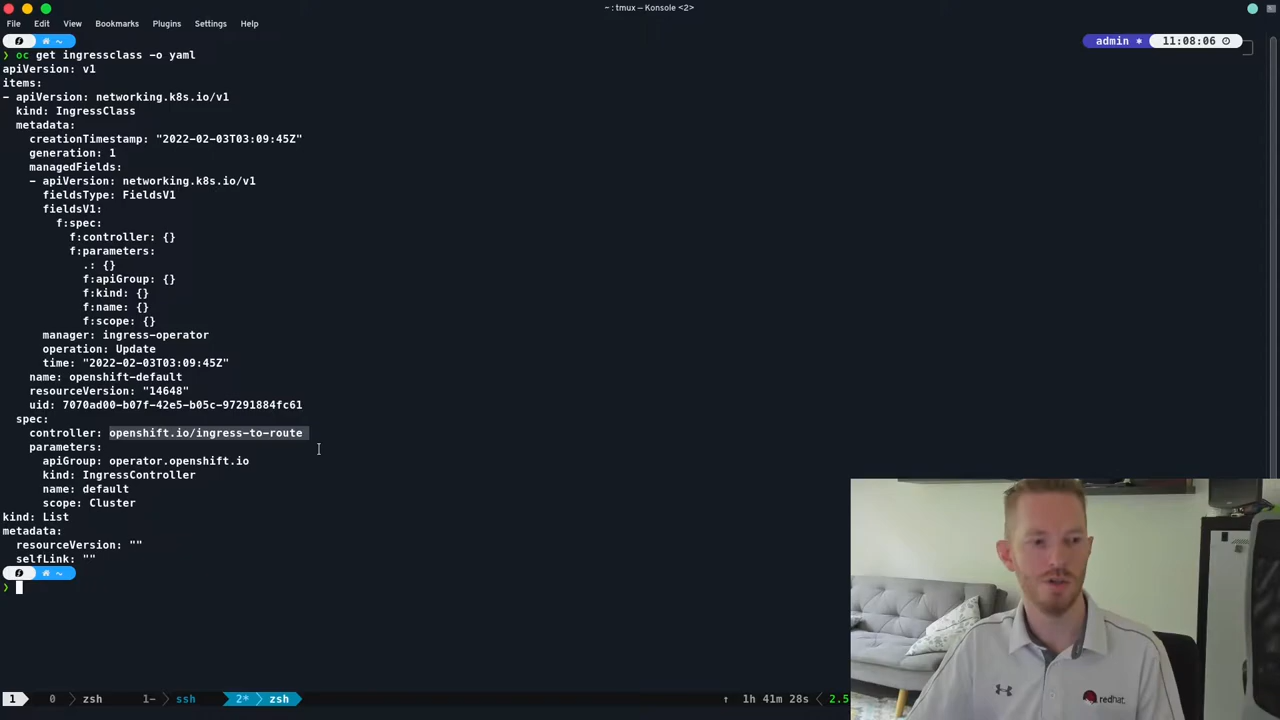 ~ : tmux — Konsole <2>
File Edit View Bookmarks Plugins Settings Help
~
admin * 11:08:06
❯ oc get ingressclass -o yaml
apiVersion: v1
items:
- apiVersion: networking.k8s.io/v1
  kind: IngressClass
  metadata:
    creationTimestamp: "2022-02-03T03:09:45Z"
    generation: 1
    managedFields:
    - apiVersion: networking.k8s.io/v1
      fieldsType: FieldsV1
      fieldsV1:
        f:spec:
          f:controller: {}
          f:parameters:
            .: {}
            f:apiGroup: {}
            f:kind: {}
            f:name: {}
            f:scope: {}
      manager: ingress-operator
      operation: Update
      time: "2022-02-03T03:09:45Z"
    name: openshift-default
    resourceVersion: "14648"
    uid: 7070ad00-b07f-42e5-b05c-97291884fc61
  spec:
    controller: openshift.io/ingress-to-route
    parameters:
      apiGroup: operator.openshift.io
      kind: IngressController
      name: default
      scope: Cluster
kind: List
metadata:
  resourceVersion: ""
  selfLink: ""
~
❯
redhat.
1 0 zsh 1- ssh 2* zsh ↑ 1h 41m 28s 2.5